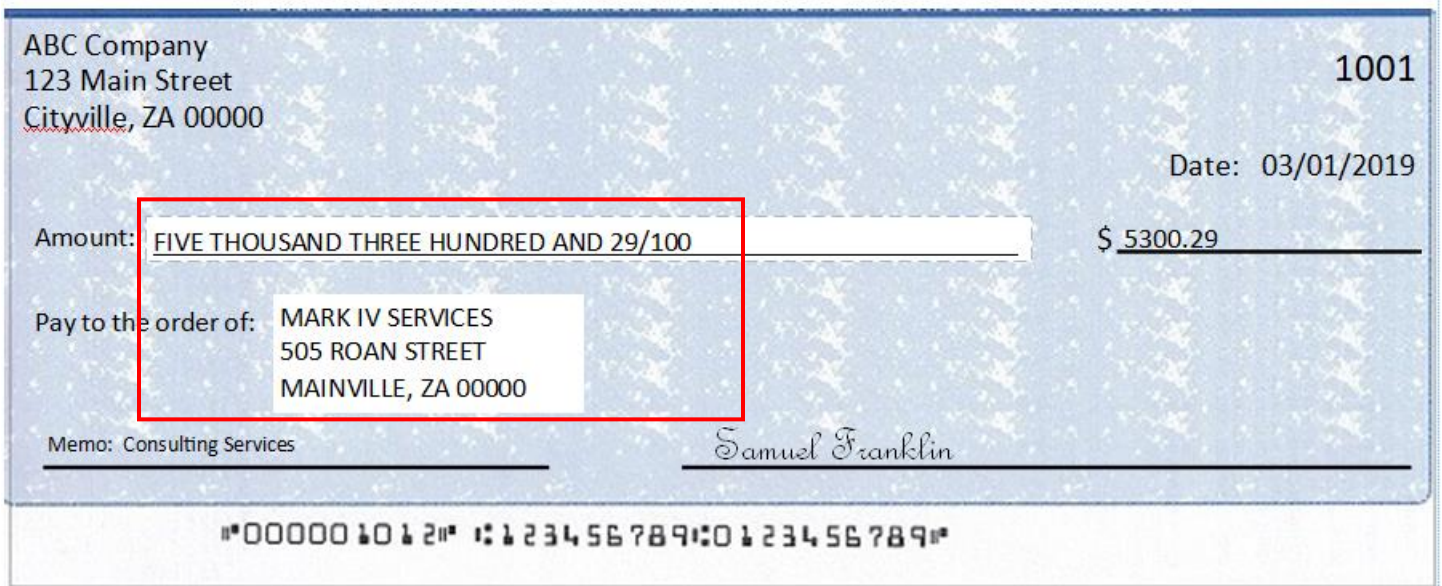 ABC Company
123 Main Street
Cityville, ZA 00000
1001
Date: 03/01/2019
Amount: FIVE THOUSAND THREE HUNDRED AND 29/100
$ 5300.29
Pay to the order of: MARK IV SERVICES
505 ROAN STREET
MAINVILLE, ZA 00000
Memo: Consulting Services
Samuel Franklin
⑈000001012⑈ ⑆123456789⑆0123456789⑈